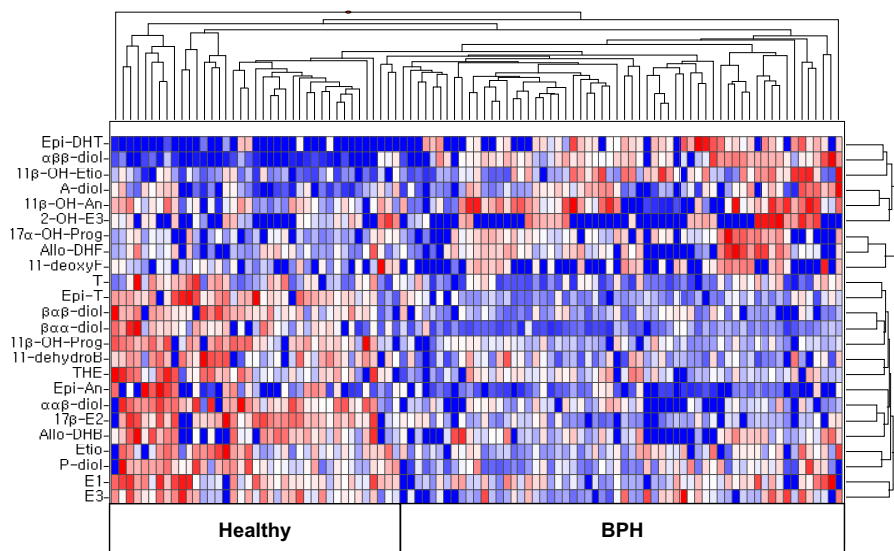 Epi-DHT
αββ-diol
11β-OH-Etio
A-diol
11β-OH-An
2-OH-E3
17α-OH-Prog
Allo-DHF
11-deoxyF
T
Epi-T
βαβ-diol
βαα-diol
11β-OH-Prog
11-dehydroB
THE
Epi-An
ααβ-diol
17β-E2
Allo-DHB
Etio
P-diol
E1
E3
Healthy BPH